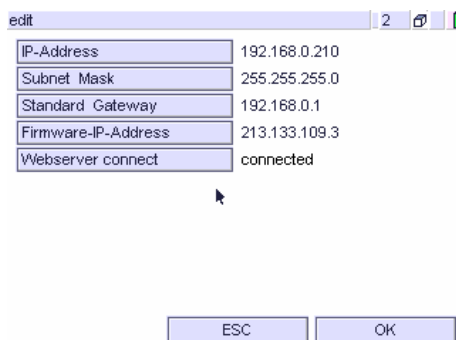 edit 2
IP-Address 192.168.0.210
Subnet Mask 255.255.255.0
Standard Gateway 192.168.0.1
Firmware-IP-Address 213.133.109.3
Webserver connect connected
ESC OK